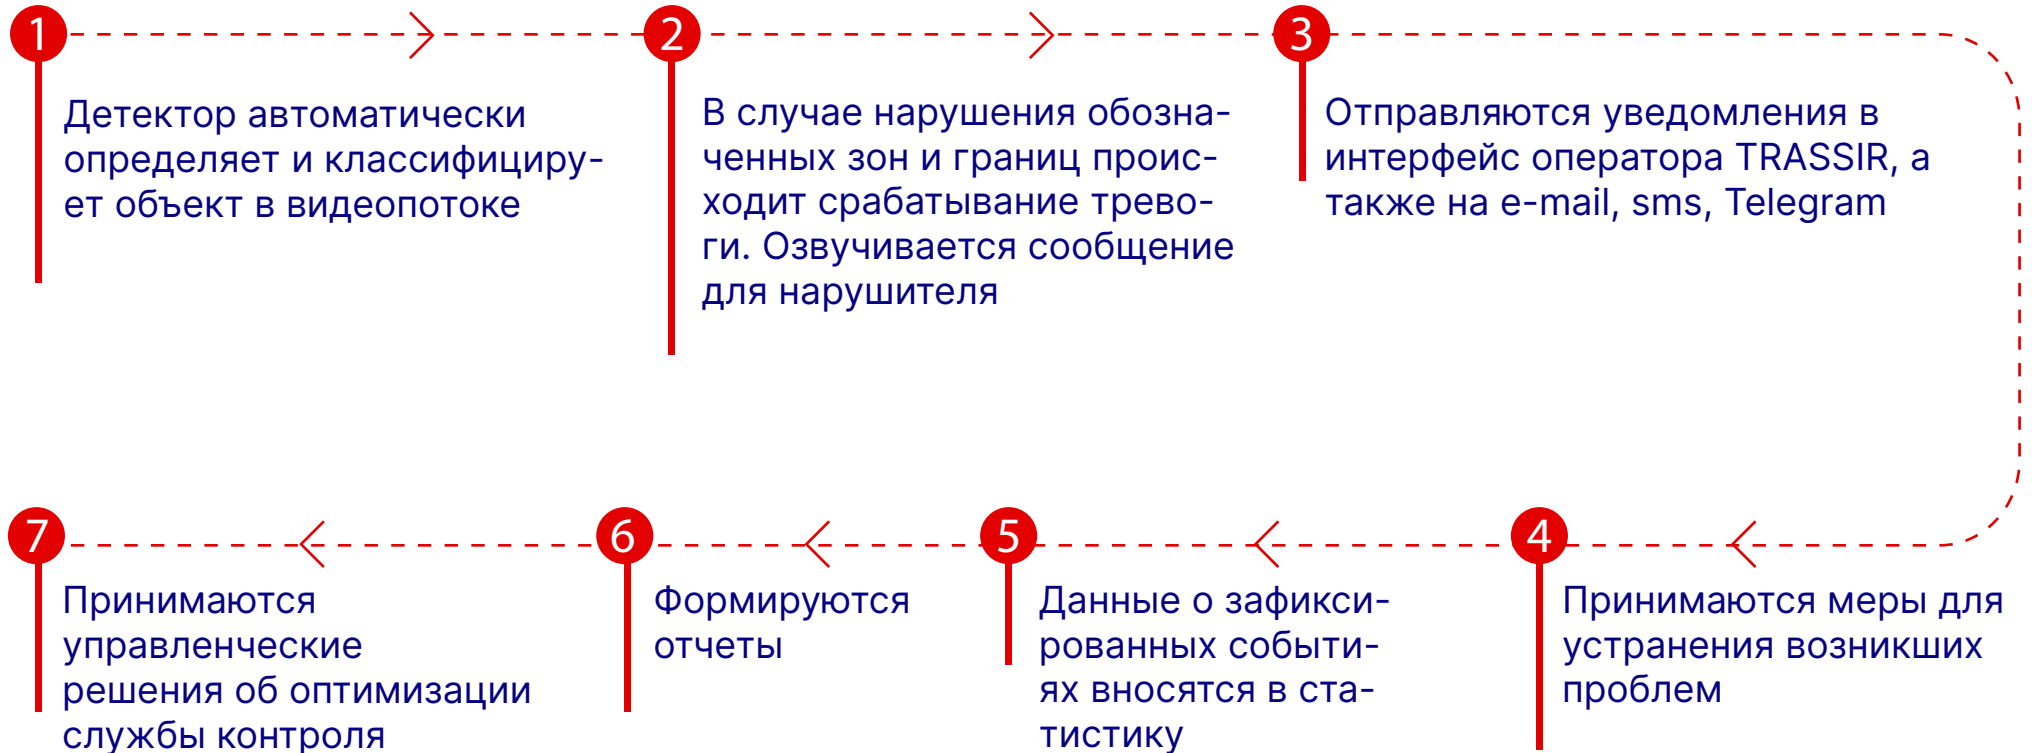 1
Детектор автоматически
определяет и классифициру-
ет объект в видеопотоке
2
В случае нарушения обозна-
ченных зон и границ проис-
ходит срабатывание трево-
ги. Озвучивается сообщение
для нарушителя
3
Отправляются уведомления в
интерфейс оператора TRASSIR, а
также на e-mail, sms, Telegram
4
Принимаются меры для
устранения возникших
проблем
5
Данные о зафикси-
рованных событи-
ях вносятся в ста-
тистику
6
Формируются
отчеты
7
Принимаются
управленческие
решения об оптимизации
службы контроля